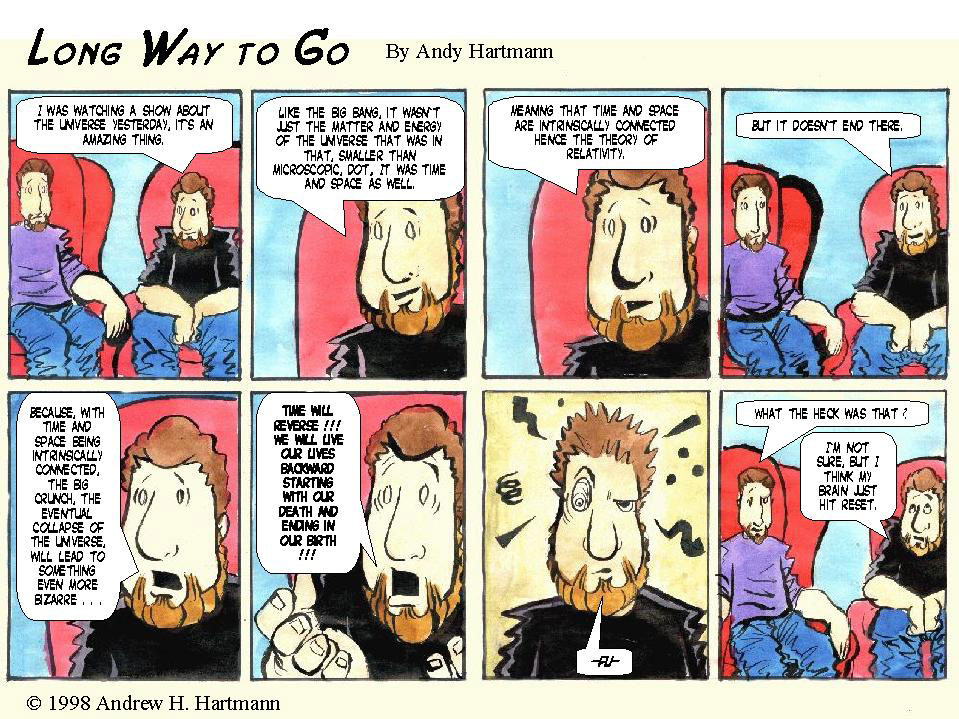 LONG WAY TO GO
By Andy Hartmann
I WAS WATCHING A SHOW ABOUT
THE UNIVERSE YESTERDAY, IT'S AN
AMAZING THING.
LIKE THE BIG BANG, IT WASN'T
JUST THE MATTER AND ENERGY
OF THE UNIVERSE THAT WAS IN
THAT, SMALLER THAN
MICROSCOPIC, DOT, IT WAS TIME
AND SPACE AS WELL.
MEANING THAT TIME AND SPACE
ARE INTRINSICALLY CONNECTED
HENCE THE THEORY OF
RELATIVITY.
BUT IT DOESN'T END THERE.
BECAUSE, WITH
TIME AND
SPACE BEING
INTRINSICALLY
CONNECTED,
THE BIG
CRUNCH, THE
EVENTUAL
COLLAPSE OF
THE UNIVERSE,
WILL LEAD TO
SOMETHING
EVEN MORE
BIZARRE . . .
TIME WILL
REVERSE !!!
WE WILL LIVE
OUR LIVES
BACKWARD
STARTING
WITH OUR
DEATH AND
ENDING IN
OUR BIRTH
!!!
WHAT THE HECK WAS THAT ?
I'M NOT
SURE, BUT I
THINK MY
BRAIN JUST
HIT RESET.
© 1998 Andrew H. Hartmann